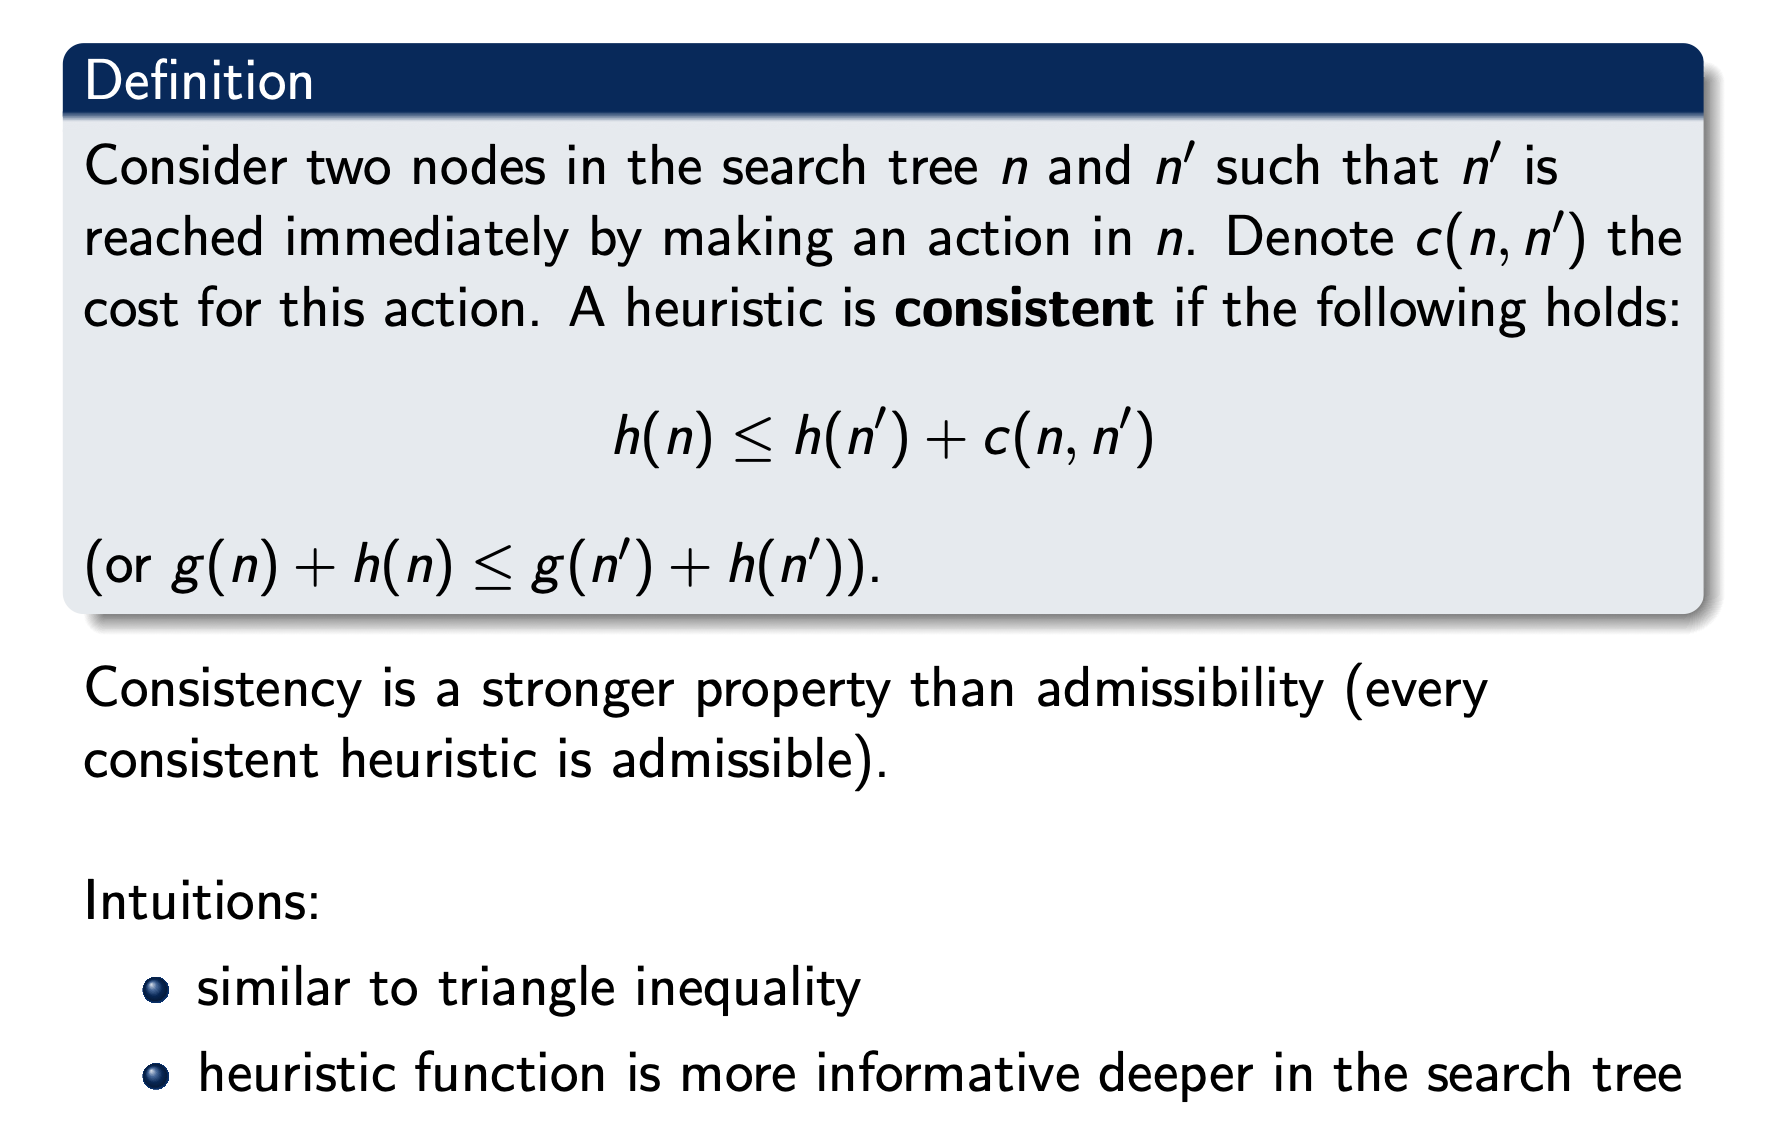 Definition
Consider two nodes in the search tree n and n′ such that n′ is
reached immediately by making an action in n. Denote c(n, n′) the
cost for this action. A heuristic is consistent if the following holds:
h(n) ≤ h(n′) + c(n, n′)
(or g(n) + h(n) ≤ g(n′) + h(n′)).
Consistency is a stronger property than admissibility (every
consistent heuristic is admissible).
Intuitions:
similar to triangle inequality
heuristic function is more informative deeper in the search tree